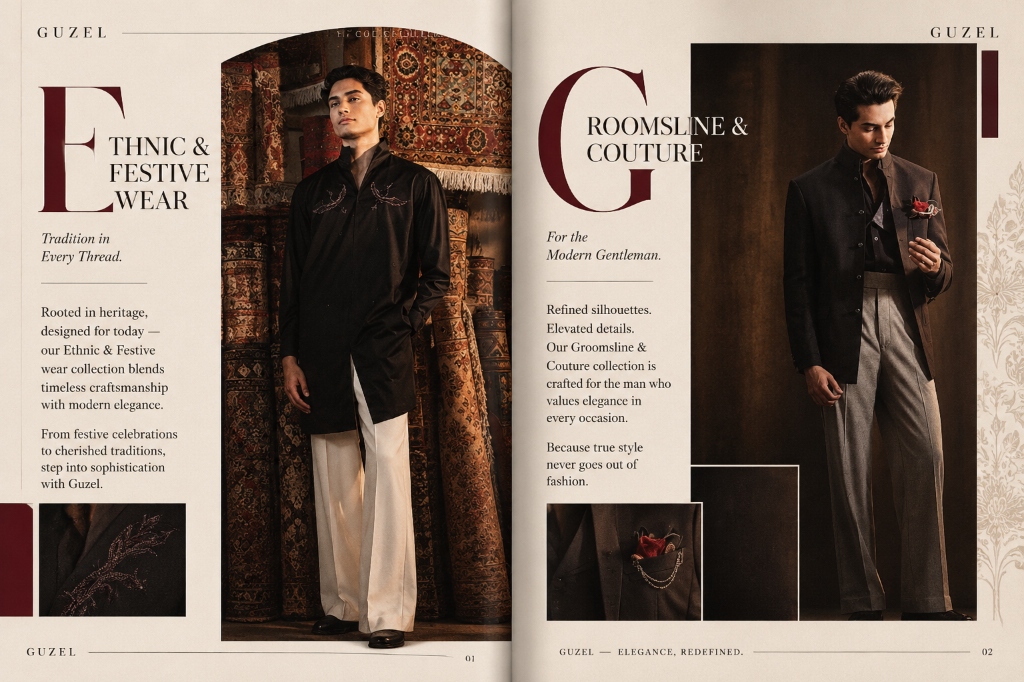 GUZEL
ETHNIC &
FESTIVE
WEAR
Tradition in
Every Thread.
Rooted in heritage,
designed for today —
our Ethnic & Festive
wear collection blends
timeless craftsmanship
with modern elegance.
From festive celebrations
to cherished traditions,
step into sophistication
with Guzel.
GUZEL
01
GUZEL
GROOMSLINE &
COUTURE
For the
Modern Gentleman.
Refined silhouettes.
Elevated details.
Our Groomsline &
Couture collection is
crafted for the man who
values elegance in
every occasion.
Because true style
never goes out of
fashion.
GUZEL — ELEGANCE, REDEFINED.
02